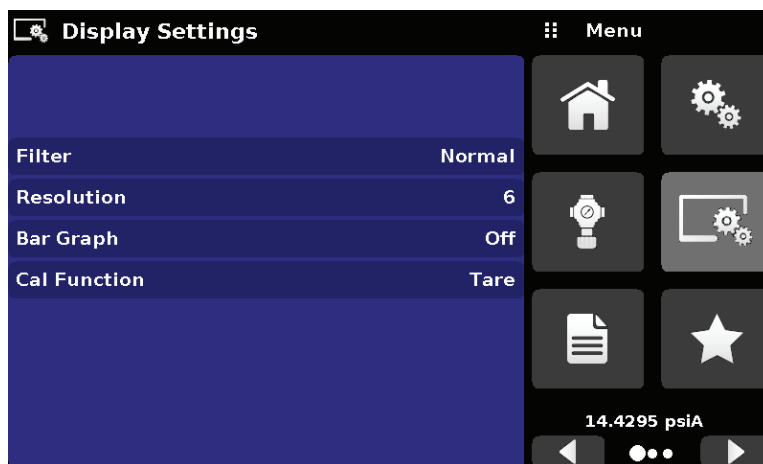 Display Settings
Menu
Filter Normal
Resolution 6
Bar Graph Off
Cal Function Tare
14.4295 psiA